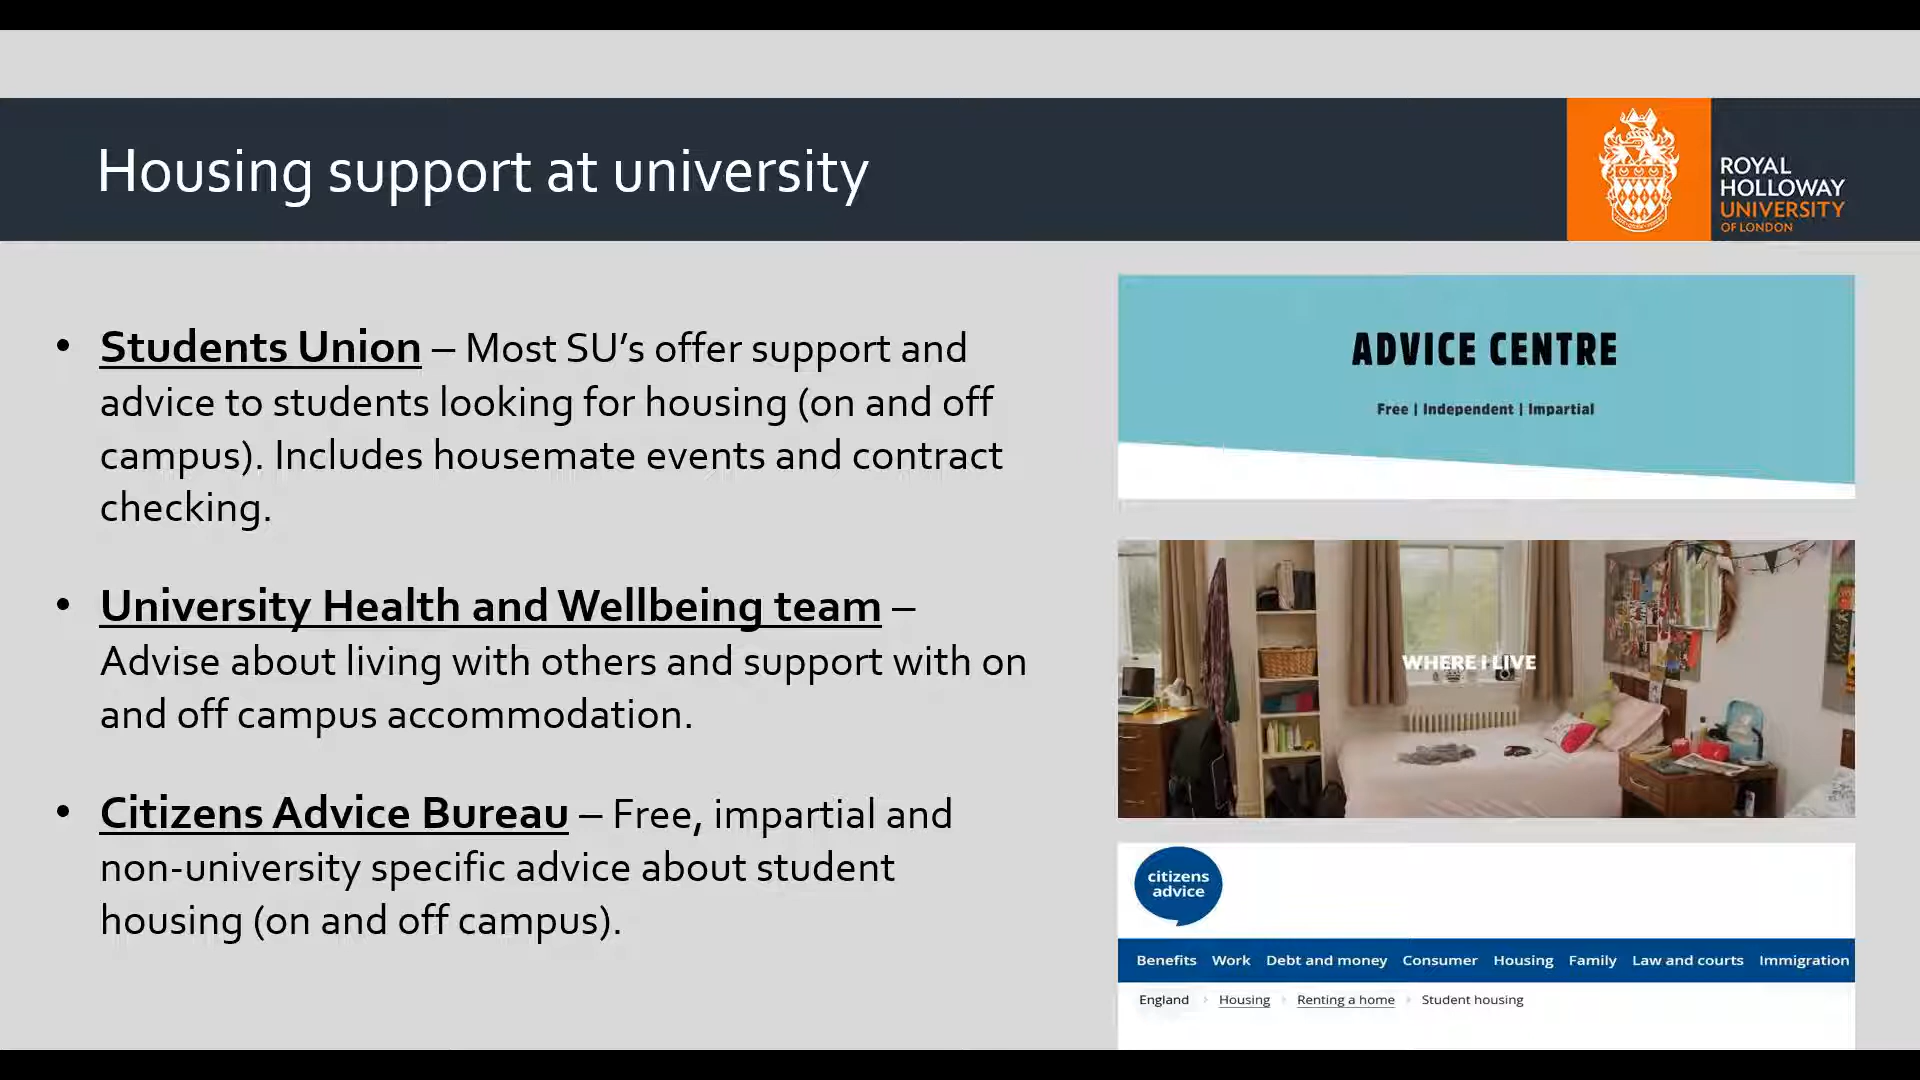 Housing support at university
ROYAL
HOLLOWAY
UNIVERSITY
OF LONDON
• Students Union – Most SU’s offer support and
advice to students looking for housing (on and off
campus). Includes housemate events and contract
checking.
• University Health and Wellbeing team –
Advise about living with others and support with on
and off campus accommodation.
• Citizens Advice Bureau – Free, impartial and
non-university specific advice about student
housing (on and off campus).
ADVICE CENTRE
Free | Independent | Impartial
WHERE I LIVE
citizens
advice
Benefits Work Debt and money Consumer Housing Family Law and courts Immigration
England › Housing › Renting a home › Student housing